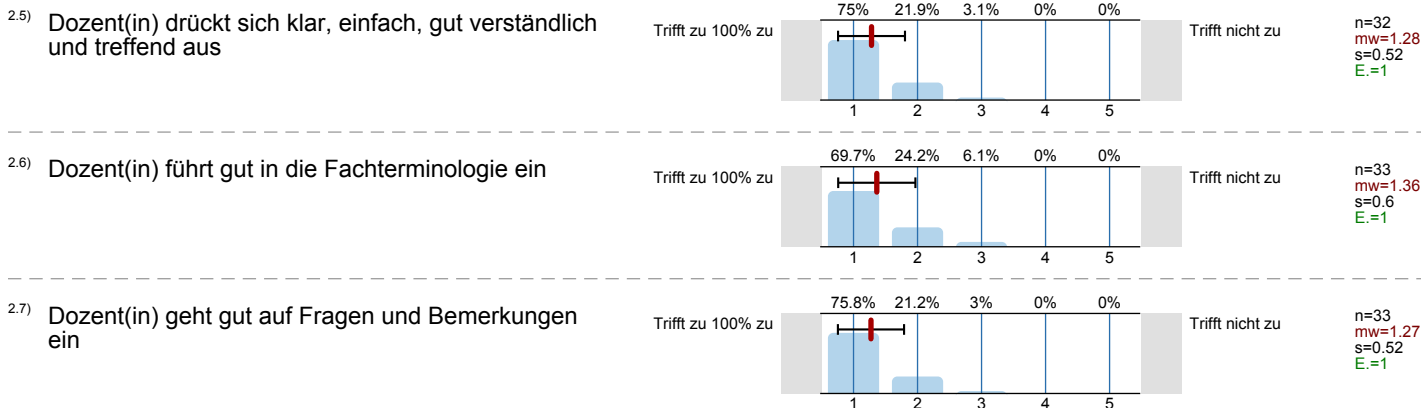 2.5) Dozent(in) drückt sich klar, einfach, gut verständlich
und treffend aus
Trifft zu 100% zu
75% 21.9% 3.1% 0% 0%
1 2 3 4 5
Trifft nicht zu
n=32
mw=1.28
s=0.52
E.=1
2.6) Dozent(in) führt gut in die Fachterminologie ein
Trifft zu 100% zu
69.7% 24.2% 6.1% 0% 0%
1 2 3 4 5
Trifft nicht zu
n=33
mw=1.36
s=0.6
E.=1
2.7) Dozent(in) geht gut auf Fragen und Bemerkungen
ein
Trifft zu 100% zu
75.8% 21.2% 3% 0% 0%
1 2 3 4 5
Trifft nicht zu
n=33
mw=1.27
s=0.52
E.=1